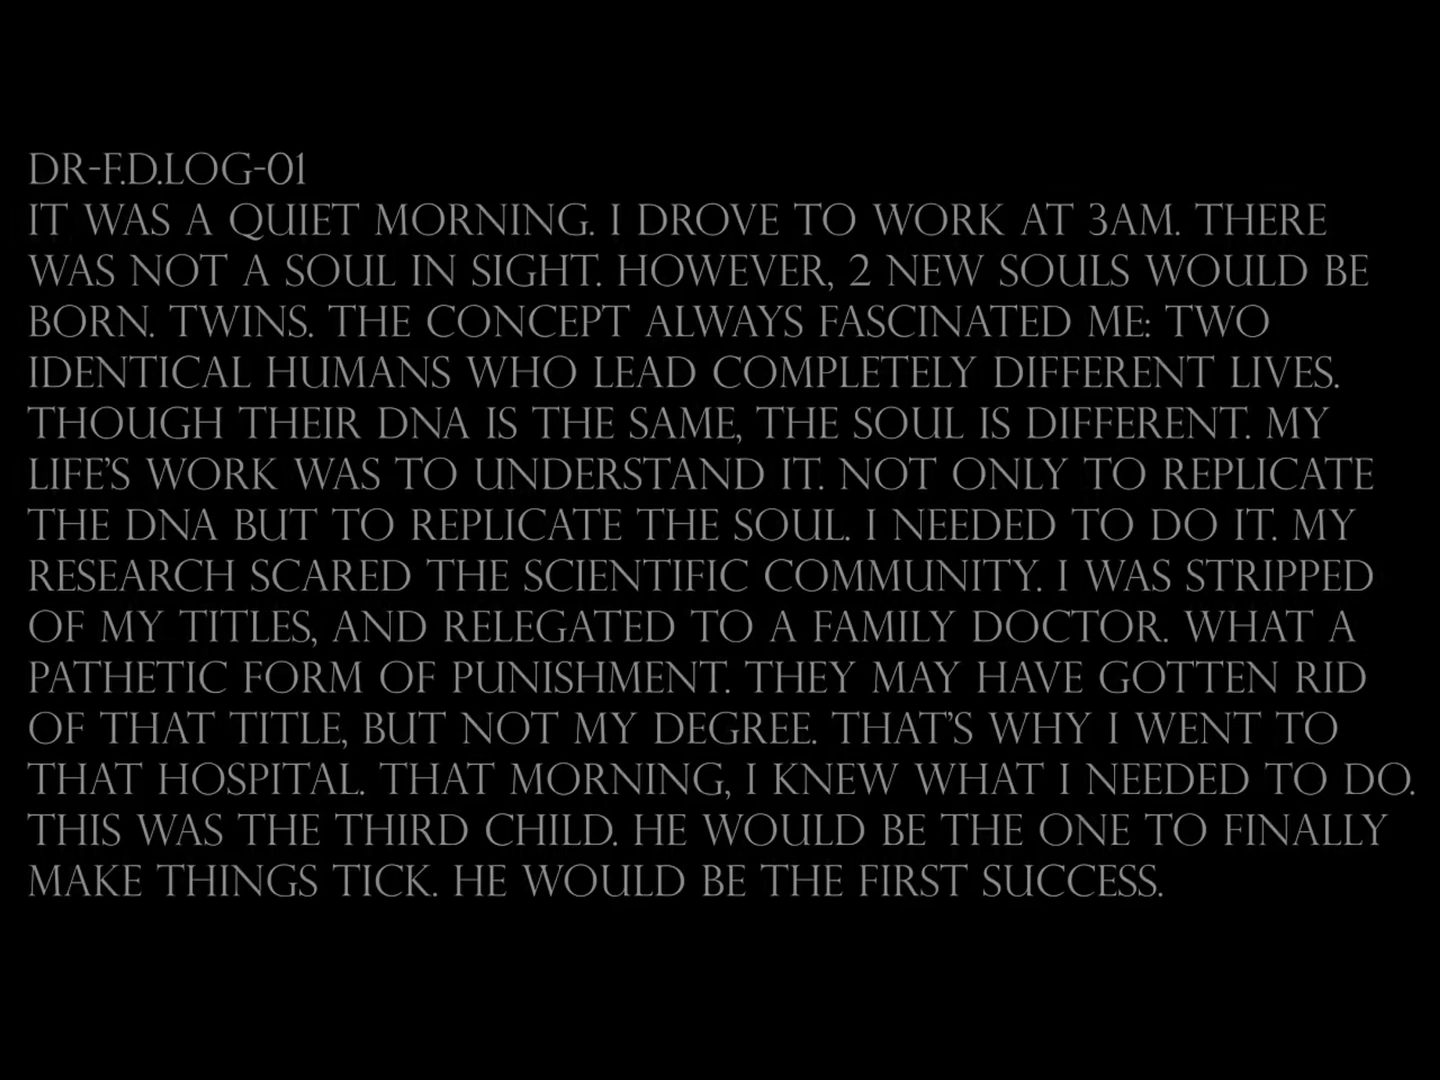 DR-F.D.LOG-01
IT WAS A QUIET MORNING. I DROVE TO WORK AT 3AM. THERE
WAS NOT A SOUL IN SIGHT. HOWEVER, 2 NEW SOULS WOULD BE
BORN. TWINS. THE CONCEPT ALWAYS FASCINATED ME: TWO
IDENTICAL HUMANS WHO LEAD COMPLETELY DIFFERENT LIVES.
THOUGH THEIR DNA IS THE SAME, THE SOUL IS DIFFERENT. MY
LIFE'S WORK WAS TO UNDERSTAND IT. NOT ONLY TO REPLICATE
THE DNA BUT TO REPLICATE THE SOUL. I NEEDED TO DO IT. MY
RESEARCH SCARED THE SCIENTIFIC COMMUNITY. I WAS STRIPPED
OF MY TITLES, AND RELEGATED TO A FAMILY DOCTOR. WHAT A
PATHETIC FORM OF PUNISHMENT. THEY MAY HAVE GOTTEN RID
OF THAT TITLE, BUT NOT MY DEGREE. THAT'S WHY I WENT TO
THAT HOSPITAL. THAT MORNING, I KNEW WHAT I NEEDED TO DO.
THIS WAS THE THIRD CHILD. HE WOULD BE THE ONE TO FINALLY
MAKE THINGS TICK. HE WOULD BE THE FIRST SUCCESS.